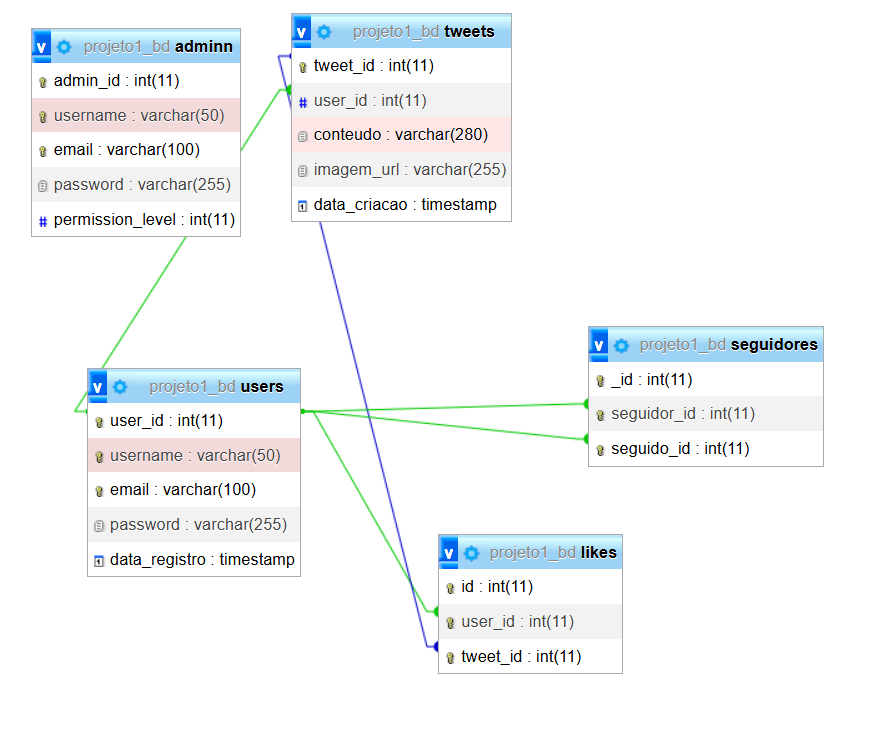 v projeto1_bd adminn
admin_id : int(11)
username : varchar(50)
email : varchar(100)
password : varchar(255)
# permission_level : int(11)
v projeto1_bd tweets
tweet_id : int(11)
# user_id : int(11)
conteudo : varchar(280)
imagem_url : varchar(255)
1 data_criacao : timestamp
v projeto1_bd seguidores
_id : int(11)
seguidor_id : int(11)
seguido_id : int(11)
v projeto1_bd users
user_id : int(11)
username : varchar(50)
email : varchar(100)
password : varchar(255)
1 data_registro : timestamp
v projeto1_bd likes
id : int(11)
user_id : int(11)
tweet_id : int(11)